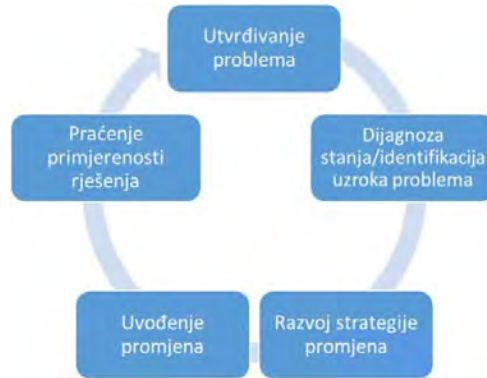 Utvrđivanje
problema
Dijagnoza
stanja/identifikacija
uzroka problema
Razvoj strategije
promjena
Uvođenje
promjena
Praćenje
primjerenosti
rješenja